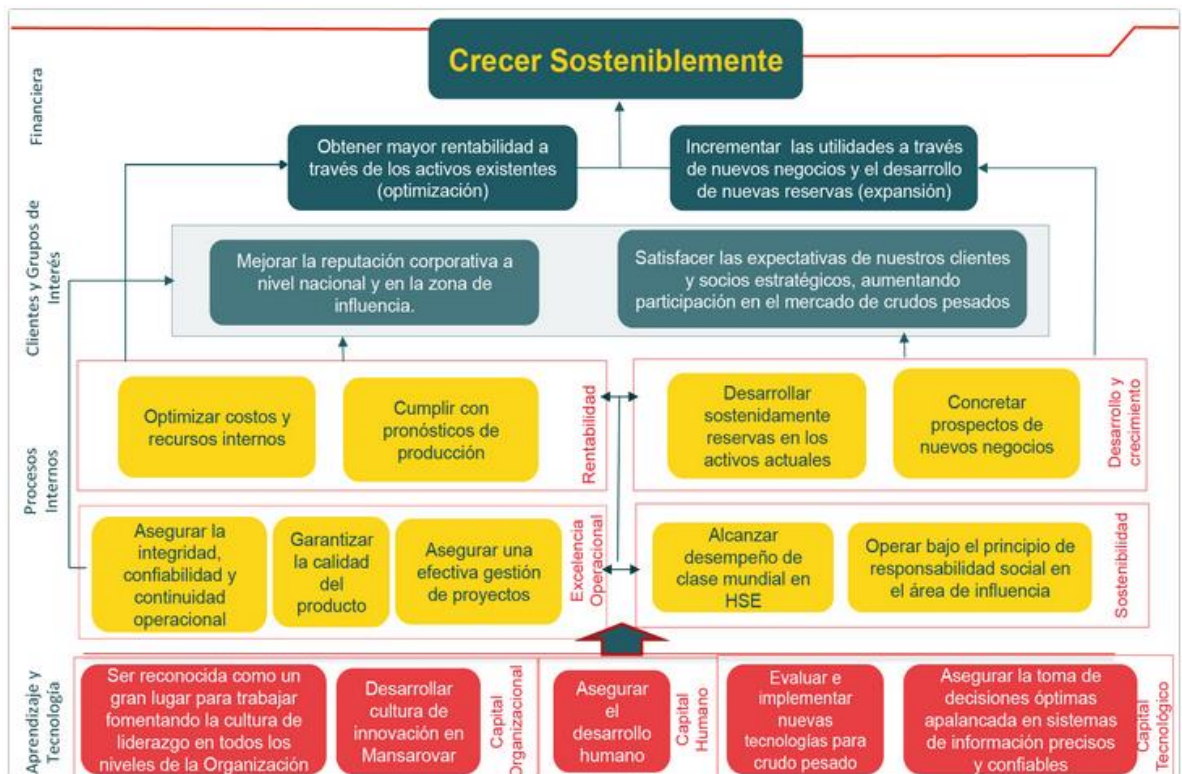 Crecer Sosteniblemente
Financiera
Obtener mayor rentabilidad a
través de los activos existentes
(optimización)
Incrementar las utilidades a través
de nuevos negocios y el desarrollo
de nuevas reservas (expansión)
Clientes y Grupos de
Interés
Mejorar la reputación corporativa a
nivel nacional y en la zona de
influencia.
Satisfacer las expectativas de nuestros clientes
y socios estratégicos, aumentando
participación en el mercado de crudos pesados
Procesos
Internos
Optimizar costos y
recursos internos
Cumplir con
pronósticos de
producción
Rentabilidad
Desarrollar
sostenidamente
reservas en los
activos actuales
Concretar
prospectos de
nuevos negocios
Desarrollo y
crecimiento
Asegurar la
integridad,
confiabilidad y
continuidad
operacional
Garantizar
la calidad
del
producto
Asegurar una
efectiva gestión
de proyectos
Excelencia
Operacional
Alcanzar
desempeño de
clase mundial en
HSE
Operar bajo el principio de
responsabilidad social en
el área de influencia
Sostenibilidad
Aprendizaje y
Tecnología
Ser reconocida como un
gran lugar para trabajar
fomentando la cultura de
liderazgo en todos los
niveles de la Organización
Desarrollar
cultura de
innovación en
Mansarovar
Capital
Organizacional
Asegurar
el
desarrollo
humano
Capital
Humano
Evaluar e
implementar
nuevas
tecnologías para
crudo pesado
Asegurar la toma de
decisiones óptimas
apalancada en sistemas
de información precisos
y confiables
Capital
Tecnológico